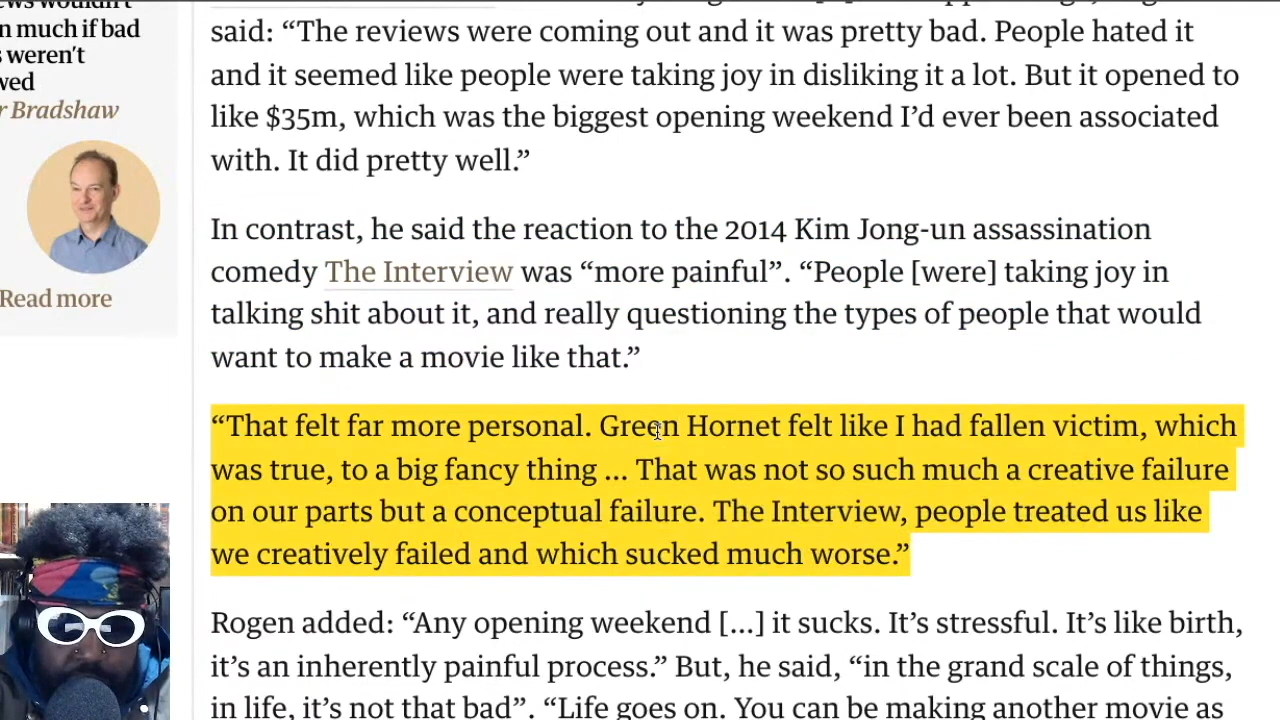 n much if bad
s weren't
r Bradshaw
Read more
said: “The reviews were coming out and it was pretty bad. People hated it
and it seemed like people were taking joy in disliking it a lot. But it opened to
like $35m, which was the biggest opening weekend I’d ever been associated
with. It did pretty well.”
In contrast, he said the reaction to the 2014 Kim Jong-un assassination
comedy The Interview was “more painful”. “People [were] taking joy in
talking shit about it, and really questioning the types of people that would
want to make a movie like that.”
“That felt far more personal. Green Hornet felt like I had fallen victim, which
was true, to a big fancy thing ... That was not so such much a creative failure
on our parts but a conceptual failure. The Interview, people treated us like
we creatively failed and which sucked much worse.”
Rogen added: “Any opening weekend [...] it sucks. It’s stressful. It’s like birth,
it’s an inherently painful process.” But, he said, “in the grand scale of things,
in life, it’s not that bad”. “Life goes on. You can be making another movie as